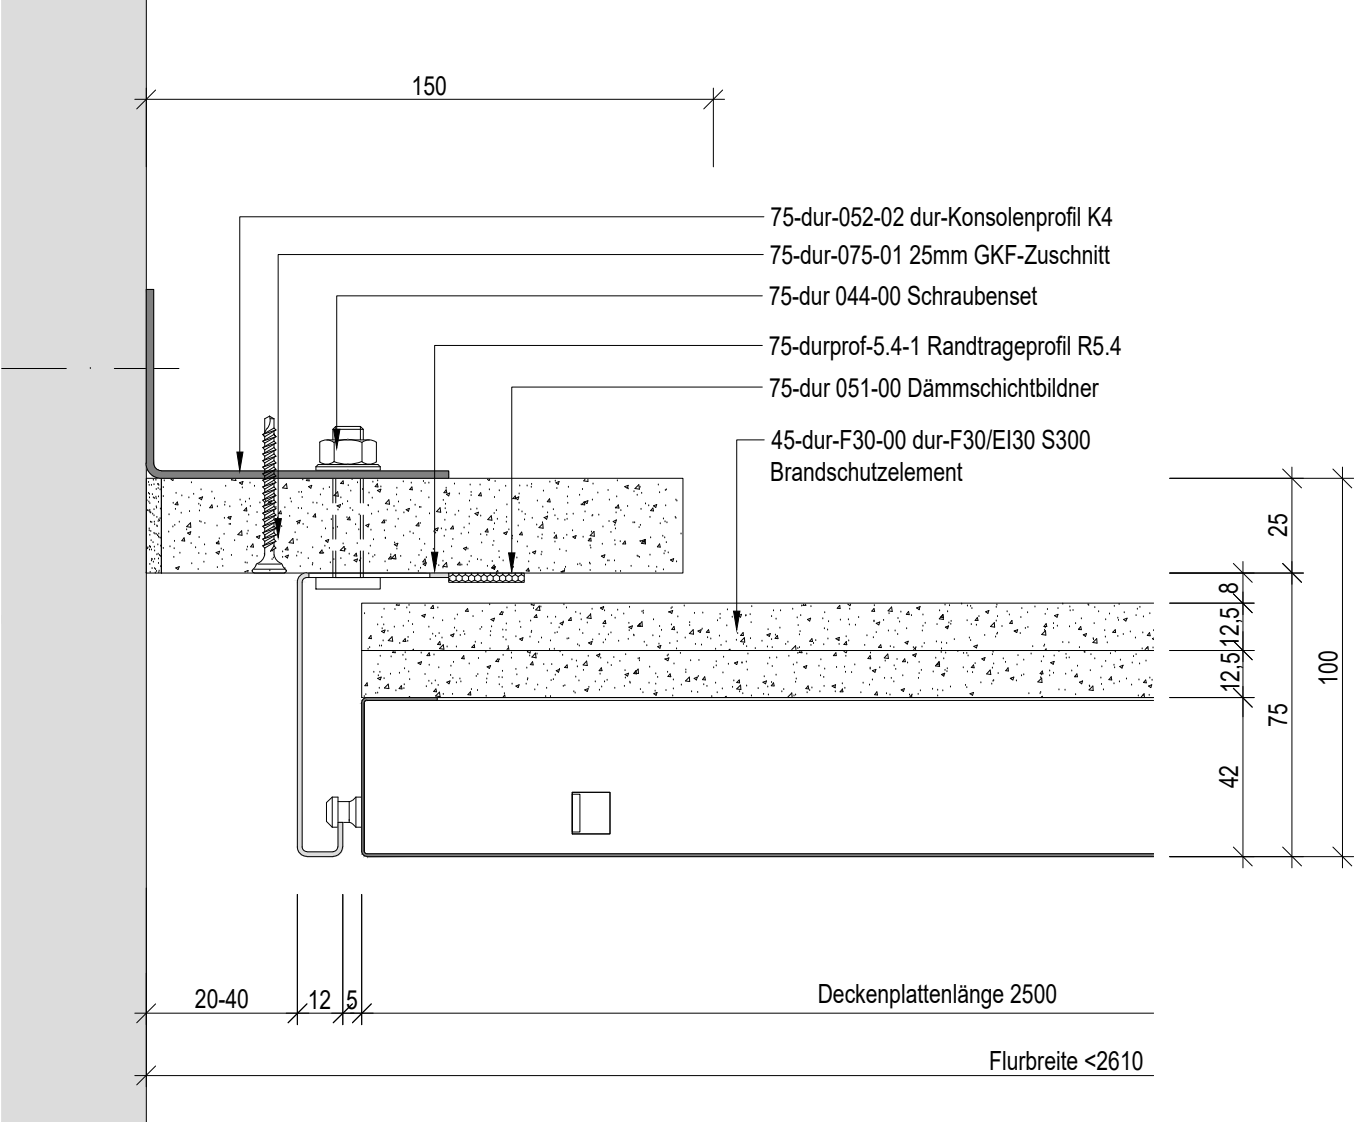 150
75-dur-052-02 dur-Konsolenprofil K4
75-dur-075-01 25mm GKF-Zuschnitt
75-dur 044-00 Schraubenset
75-durprof-5.4-1 Randtrageprofil R5.4
75-dur 051-00 Dämmschichtbildner
45-dur-F30-00 dur-F30/EI30 S300
Brandschutzelement
25
8
12,5
12,5
100
75
42
20-40
12
5
Deckenplattenlänge 2500
Flurbreite <2610